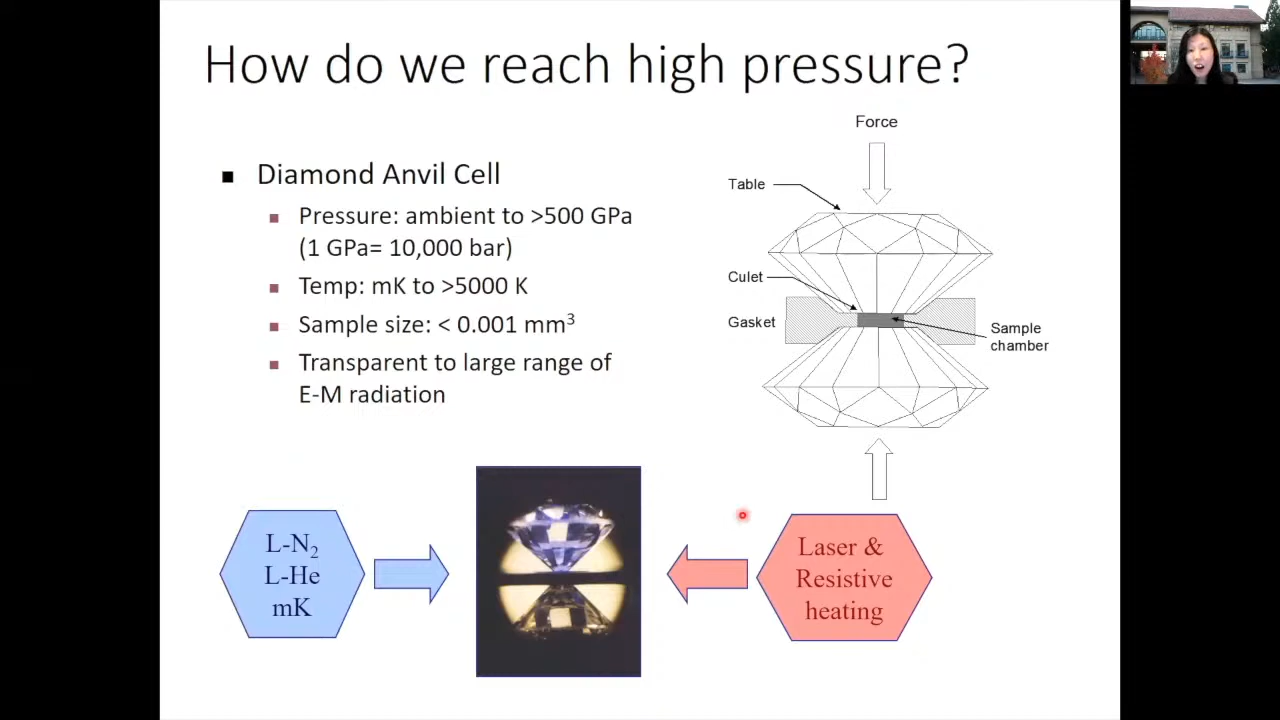 How do we reach high pressure?
▪ Diamond Anvil Cell
▪ Pressure: ambient to >500 GPa
(1 GPa= 10,000 bar)
▪ Temp: mK to >5000 K
▪ Sample size: < 0.001 mm³
▪ Transparent to large range of
E-M radiation
Force
Table
Culet
Gasket
Sample
chamber
L-N₂
L-He
mK
Laser &
Resistive
heating